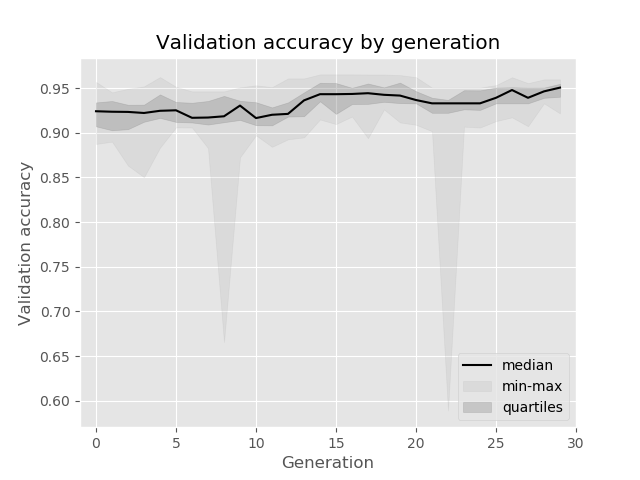 Validation accuracy by generation
0.95
0.90
0.85
0.80
0.75
0.70
0.65
0.60
Validation accuracy
0
5
10
15
20
25
30
Generation
median
min-max
quartiles